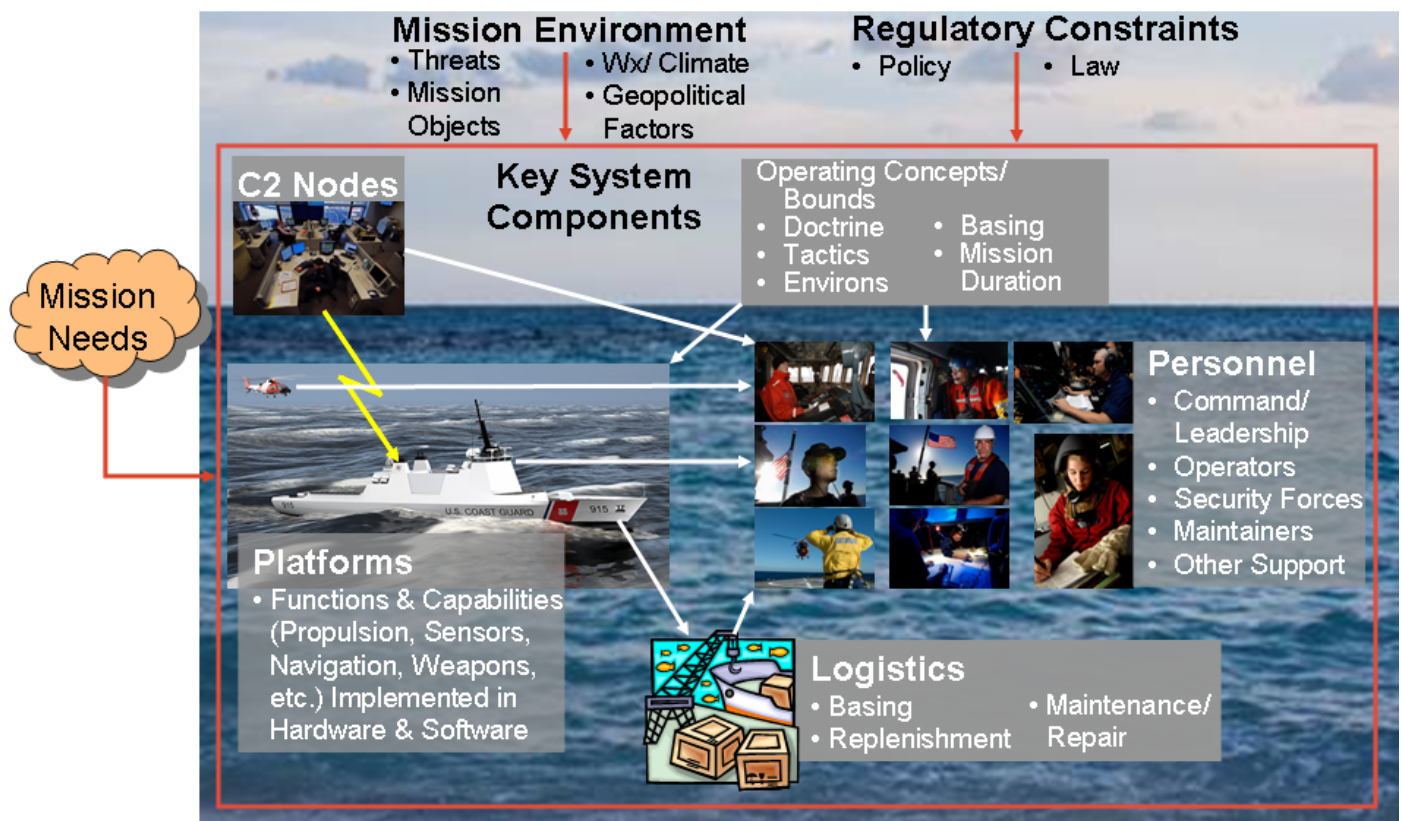 Mission Environment
• Threats
• Mission
Objects
• Wx/ Climate
• Geopolitical
Factors
Regulatory Constraints
• Policy
• Law
C2 Nodes
Key System
Components
Operating Concepts/
Bounds
• Doctrine
• Tactics
• Environs
• Basing
• Mission
Duration
Mission
Needs
U.S. COAST GUARD
915
915
Platforms
• Functions & Capabilities
(Propulsion, Sensors,
Navigation, Weapons,
etc.) Implemented in
Hardware & Software
Personnel
• Command/
Leadership
• Operators
• Security Forces
• Maintainers
• Other Support
Logistics
• Basing
• Replenishment
• Maintenance/
Repair